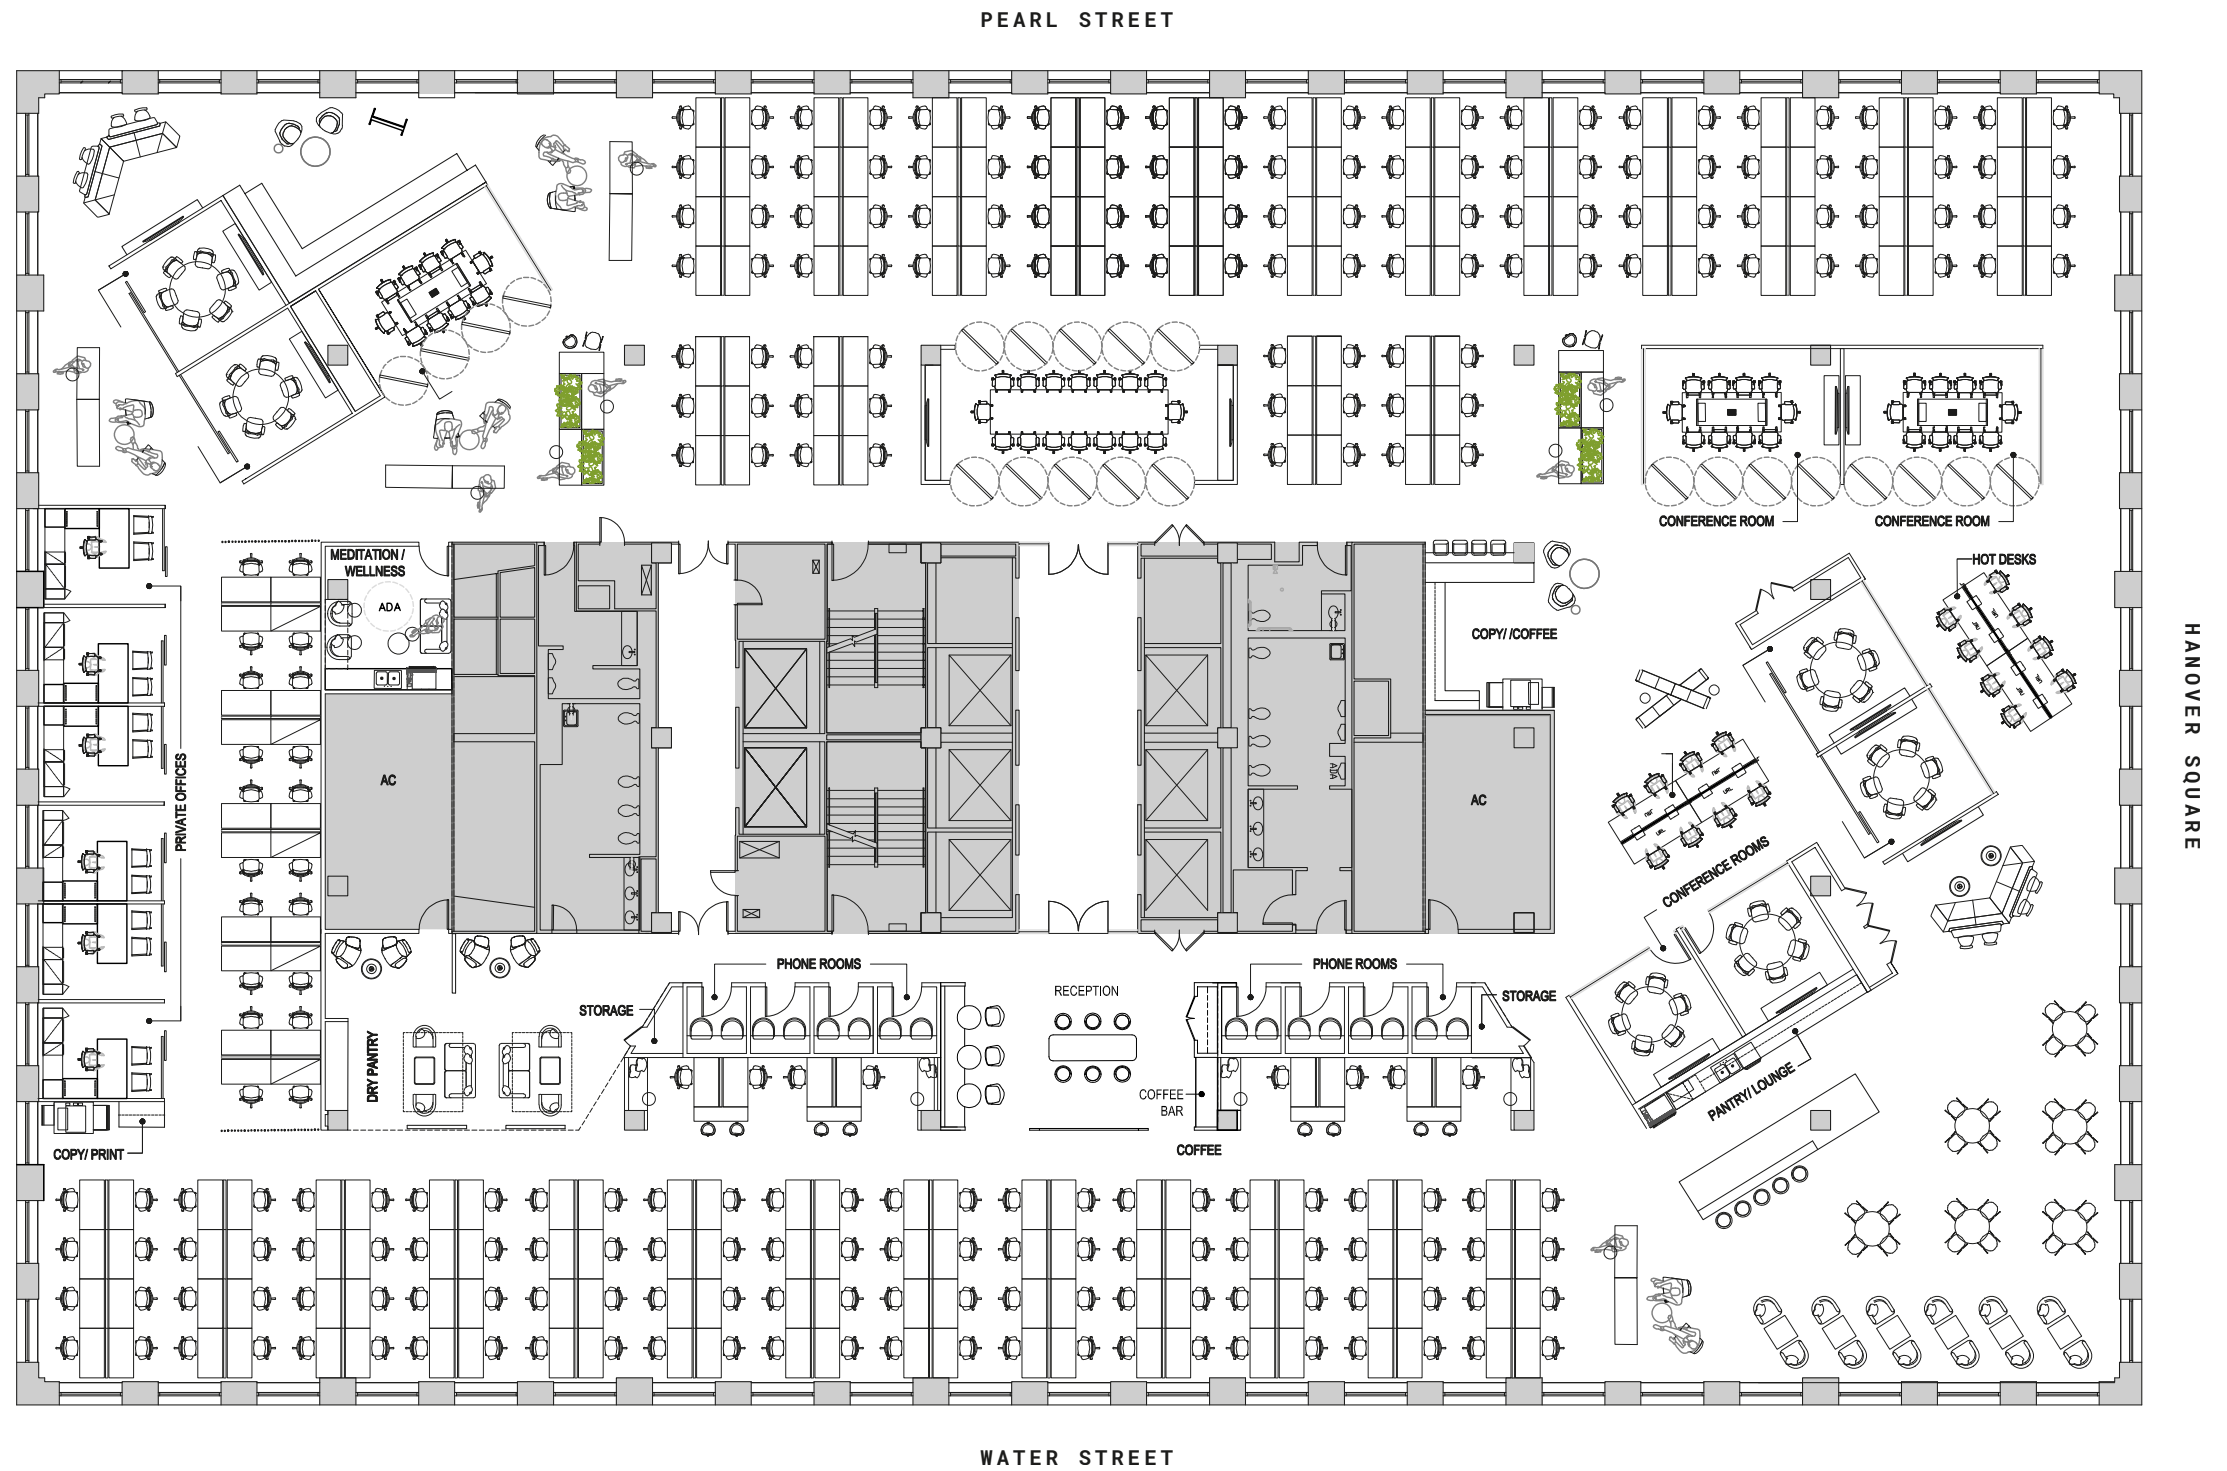 PEARL STREET
CONFERENCE ROOM
CONFERENCE ROOM
MEDITATION /
WELLNESS
ADA
HOT DESKS
COPY/ /COFFEE
HANOVER SQUARE
PRIVATE OFFICES
AC
ADA
AC
CONFERENCE ROOMS
PHONE ROOMS
PHONE ROOMS
STORAGE
RECEPTION
STORAGE
DRY PANTRY
COFFEE
BAR
PANTRY/ LOUNGE
COPY/ PRINT
COFFEE
WATER STREET